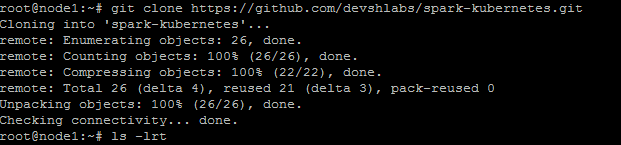 root@node1:~# git clone https://github.com/devshlabs/spark-kubernetes.git
Cloning into 'spark-kubernetes'...
remote: Enumerating objects: 26, done.
remote: Counting objects: 100% (26/26), done.
remote: Compressing objects: 100% (22/22), done.
remote: Total 26 (delta 4), reused 21 (delta 3), pack-reused 0
Unpacking objects: 100% (26/26), done.
Checking connectivity... done.
root@node1:~# ls -lrt